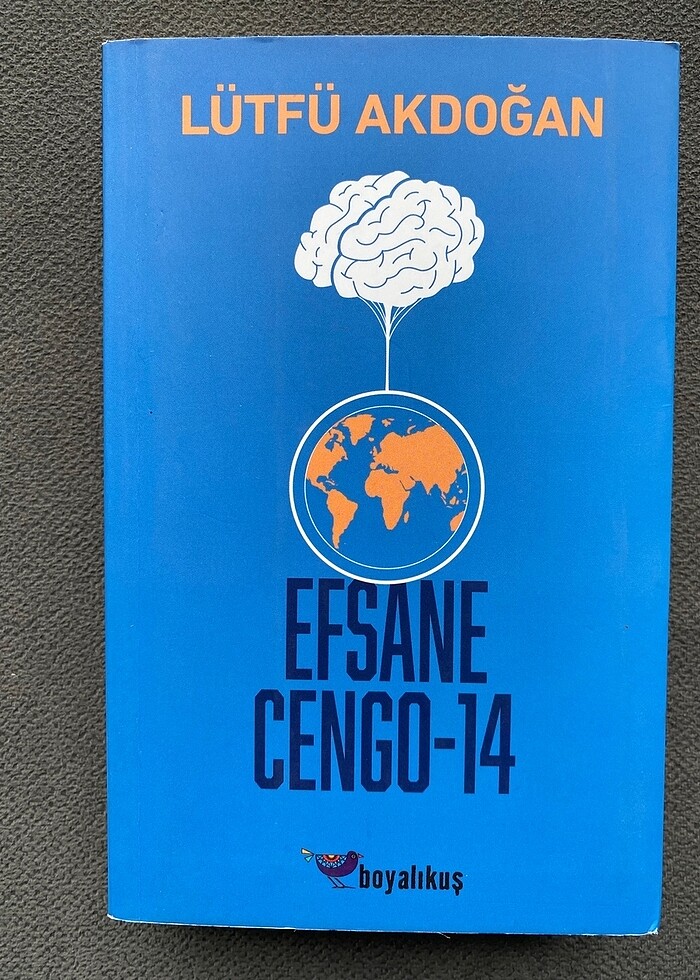 LÜTFÜ AKDOĞAN
EFSANE
CENGO-14
boyalıkuş